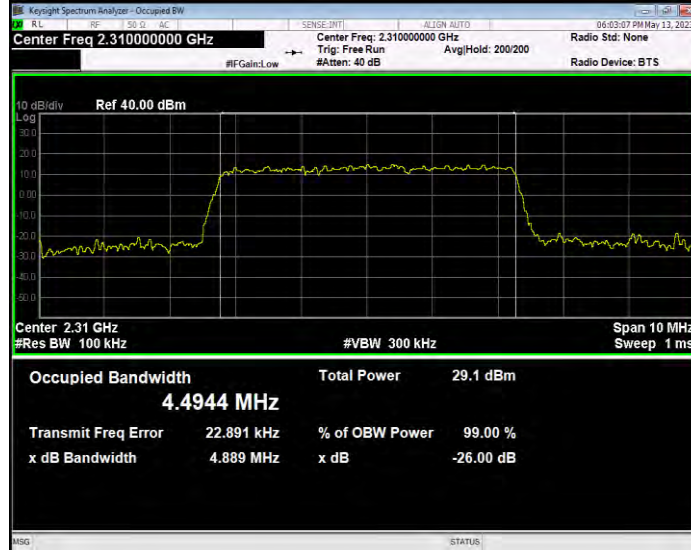 Keysight Spectrum Analyzer - Occupied BW
RL RF 50 Ω AC SENSE:INT ALIGN AUTO 06:03:07 PM May 13, 202
Center Freq 2.310000000 GHz
Center Freq: 2.310000000 GHz Radio Std: None
Trig: Free Run Avg|Hold: 200/200
#IFGain:Low #Atten: 40 dB Radio Device: BTS
10 dB/div Ref 40.00 dBm
Log
30.0
20.0
10.0
0.00
-10.0
-20.0
-30.0
-40.0
-50.0
Center 2.31 GHz Span 10 MHz
#Res BW 100 kHz #VBW 300 kHz Sweep 1 ms
Occupied Bandwidth Total Power 29.1 dBm
4.4944 MHz
Transmit Freq Error 22.891 kHz % of OBW Power 99.00 %
x dB Bandwidth 4.889 MHz x dB -26.00 dB
MSG STATUS